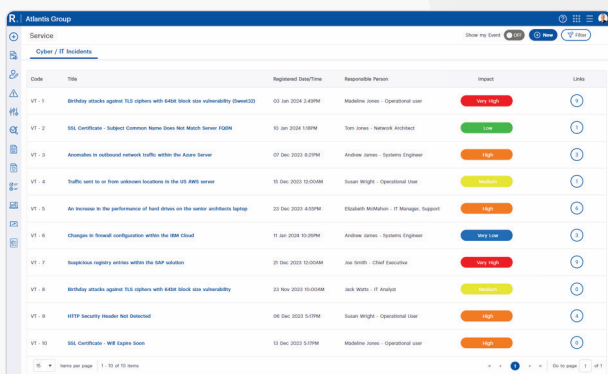 R. Atlantis Group
Service
Show my Event OFF New Filter
Cyber / IT Incidents
Code Title Registered Date/Time Responsible Person Impact Links
VT - 1 Birthday attacks against TLS ciphers with 64bit block size vulnerability (Sweet32) 03 Jan 2024 2:49PM Madeline Jones - Operational user Very High 9
VT - 2 SSL Certificate - Subject Common Name Does Not Match Server FQDN 10 Jan 2024 1:18PM Tom Jones - Network Architect Low 1
VT - 3 Anomalies in outbound network traffic within the Azure Server 07 Dec 2023 8:21PM Andrew James - Systems Engineer High 3
VT - 4 Traffic sent to or from unknown locations in the US AWS server 15 Dec 2023 12:00AM Susan Wright - Operational User Medium 1
VT - 5 An increase in the performance of hard drives on the senior architects laptop 23 Dec 2023 4:55PM Elizabeth McMahon - IT Manager, Support High 6
VT - 6 Changes in firewall configuration within the IBM Cloud 11 Jan 2024 10:29PM Andrew James - Systems Engineer Very Low 3
VT - 7 Suspicious registry entries within the SAP solution 21 Dec 2023 12:00AM Joe Smith - Chief Executive Very High
VT - 8 Birthday attacks against TLS ciphers with 64bit block size vulnerability 23 Nov 2023 10:00AM Jack Watts - IT Analyst Medium 0
VT - 9 HTTP Security Header Not Detected 06 Dec 2023 5:17PM Susan Wright - Operational User High 4
VT - 10 SSL Certificate - Will Expire Soon 13 Dec 2023 5:17PM Madeline Jones - Operational user High 0
15 items per page 1 - 10 of 10 items 1 Go to page 1 of 1